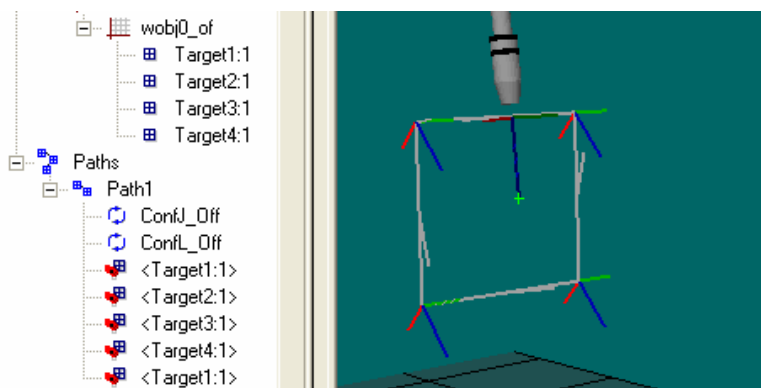 wobj0_of
Target1:1
Target2:1
Target3:1
Target4:1
Paths
Path1
ConfJ_Off
ConfL_Off
<Target1:1>
<Target2:1>
<Target3:1>
<Target4:1>
<Target1:1>